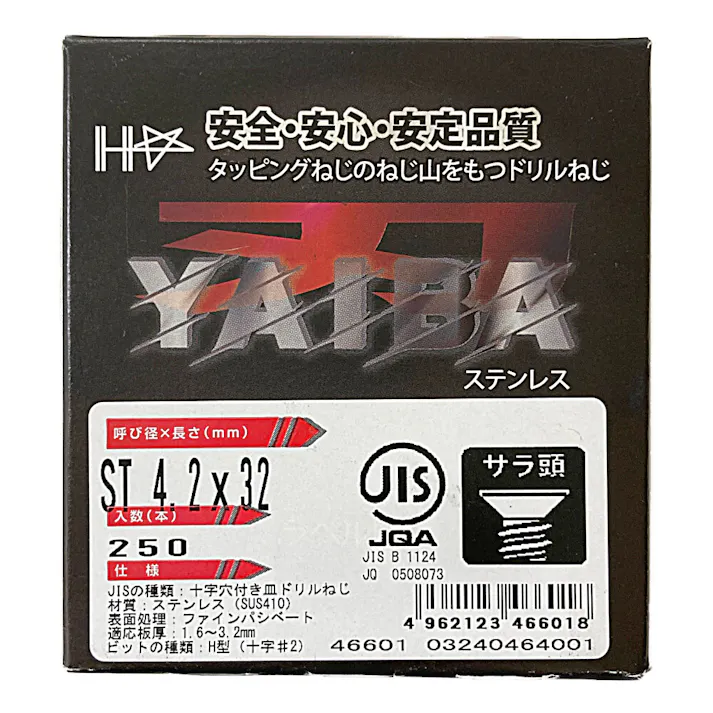 安全・安心・安定品質
タッピングねじのねじ山をもつドリルねじ
刃
YAIBA
ステンレス
呼び径×長さ(mm)
ST 4.2x32
入数(本)
250
仕様
JISの種類：十字穴付き皿ドリルねじ
材質：ステンレス（SUS410）
表面処理：ファインパシベート
適応板厚：1.6～3.2mm
ビットの種類：H型（十字#2）
JIS
JQA
JIS B 1124
JQ 0508073
サラ頭
4 962123 466018
46601 03240464001